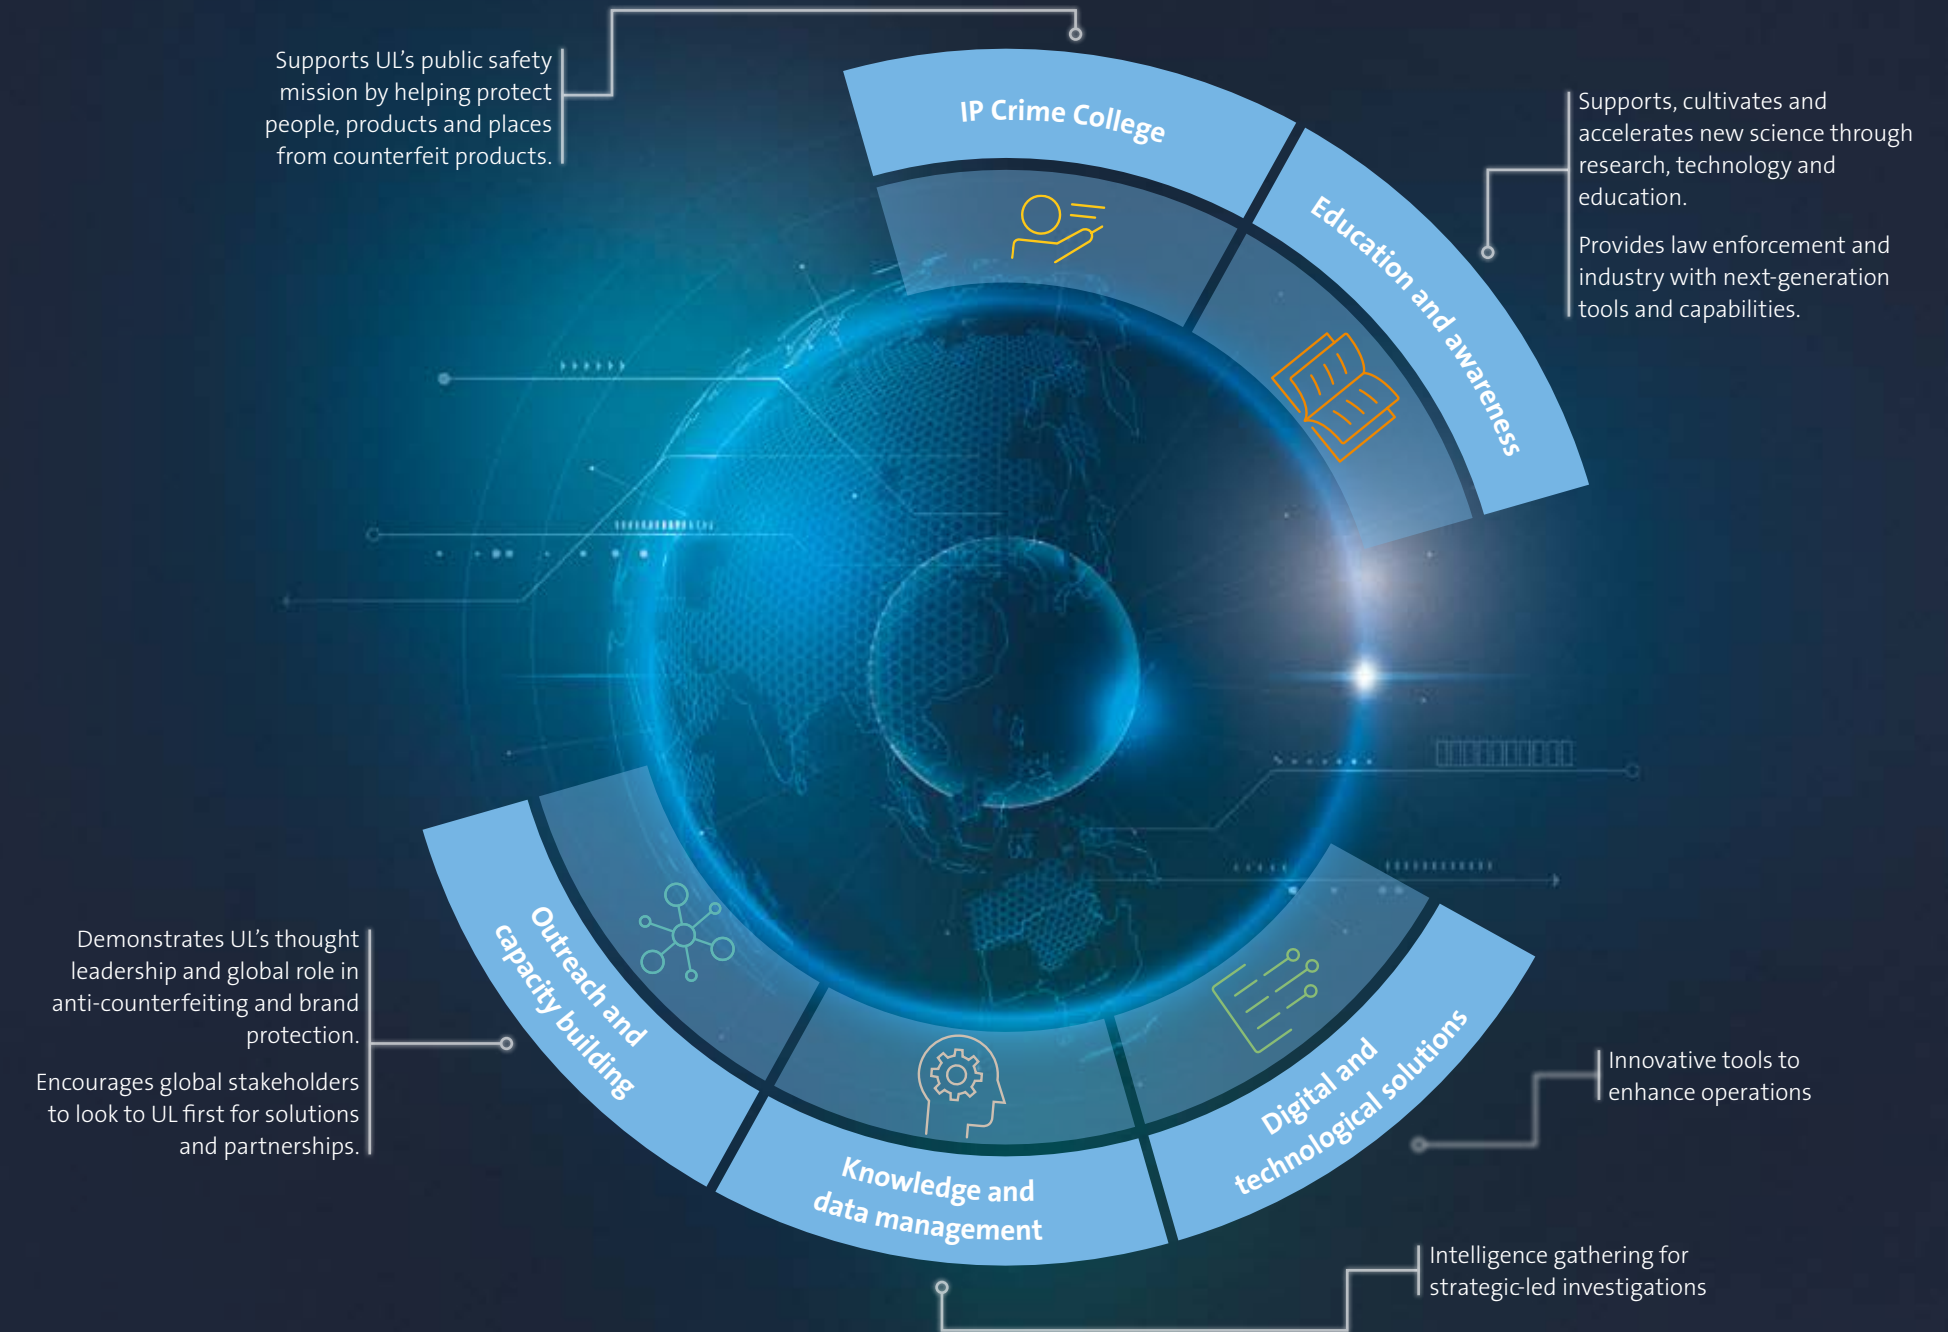 Supports UL's public safety
mission by helping protect
people, products and places
from counterfeit products.
IP Crime College
Supports, cultivates and
accelerates new science through
research, technology and
education.
Provides law enforcement and
industry with next-generation
tools and capabilities.
Education and awareness
Demonstrates UL's thought
leadership and global role in
anti-counterfeiting and brand
protection.
Encourages global stakeholders
to look to UL first for solutions
and partnerships.
Outreach and
capacity building
Knowledge and
data management
Digital and
technological solutions
Innovative tools to
enhance operations
Intelligence gathering for
strategic-led investigations